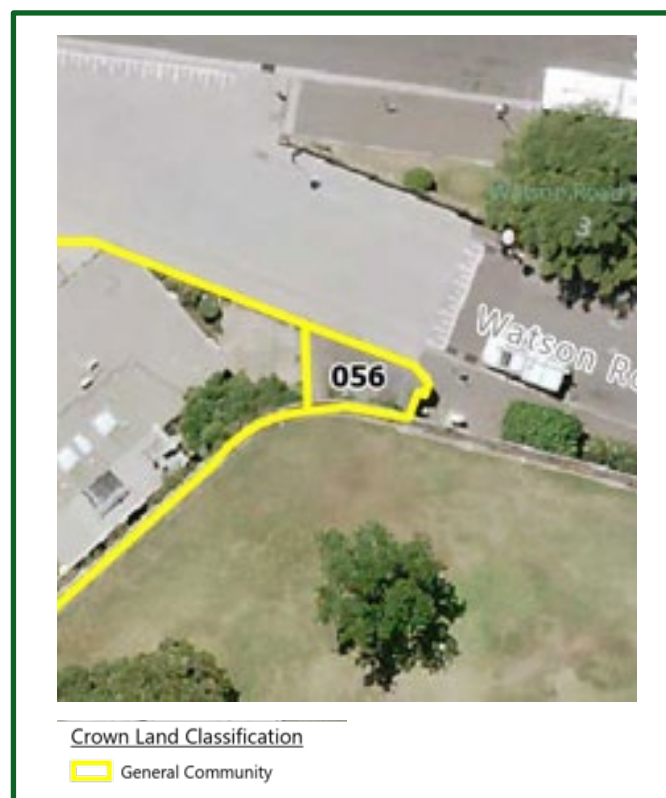 Watson Road
3
Watson Ro
056
Crown Land Classification
General Community